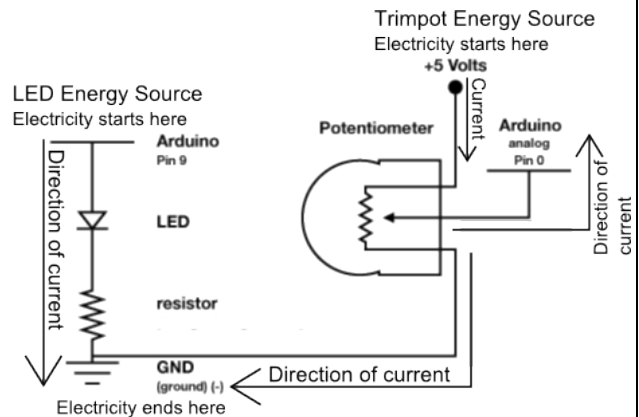 Trimpot Energy Source
Electricity starts here
+5 Volts
LED Energy Source
Electricity starts here
Arduino
Pin 9
Direction of current
LED
resistor
GND
(ground) (-)
Electricity ends here
Potentiometer
Current
Arduino
analog
Pin 0
Direction of
current
Direction of current